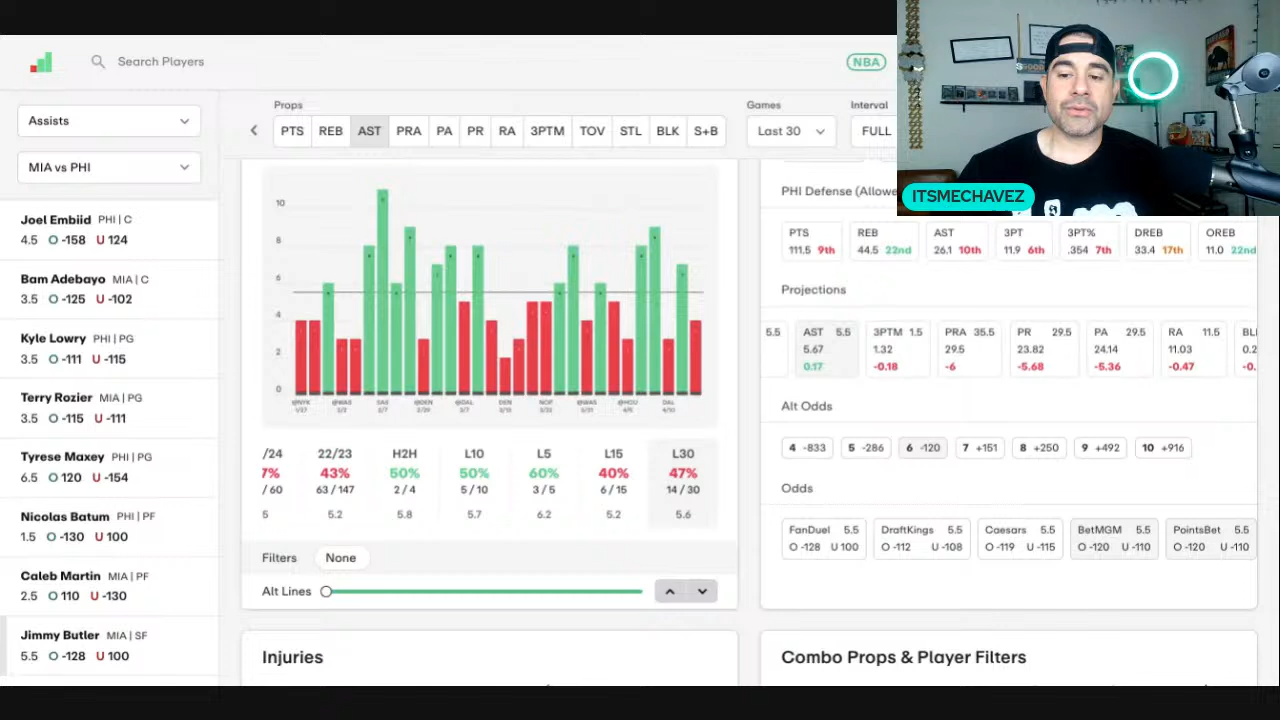 Search Players
NBA
Assists
MIA vs PHI
Props
PTS REB AST PRA PA PR RA 3PTM TOV STL BLK S+B
Games
Last 30
Interval
FULL
ITSMECHAVEZ
Joel Embiid PHI | C
4.5 O -158 U 124
Bam Adebayo MIA | C
3.5 O -125 U -102
Kyle Lowry PHI | PG
3.5 O -111 U -115
Terry Rozier MIA | PG
3.5 O -115 U -111
Tyrese Maxey PHI | PG
6.5 O 120 U -154
Nicolas Batum PHI | PF
1.5 O -130 U 100
Caleb Martin MIA | PF
2.5 O 110 U -130
Jimmy Butler MIA | SF
5.5 O -128 U 100
10
8
6
4
2
0
/24 22/23 H2H L10 L5 L15 L30
7% 43% 50% 50% 60% 40% 47%
/ 60 63 / 147 2 / 4 5 / 10 3 / 5 6 / 15 14 / 30
5 5.2 5.8 5.7 6.2 5.2 5.6
Filters None
Alt Lines
Injuries
PHI Defense (Allowe
PTS REB AST 3PT 3PT% DREB OREB
111.5 9th 44.5 22nd 26.1 10th 11.9 6th .354 7th 33.4 17th 11.0 22nd
Projections
5.5 AST 5.5 3PTM 1.5 PRA 35.5 PR 29.5 PA 29.5 RA 11.5 BL
5.67 1.32 29.5 23.82 24.14 11.03 0.2
0.17 -0.18 -6 -5.68 -5.36 -0.47 -0.
Alt Odds
4 -833 5 -286 6 -120 7 +151 8 +250 9 +492 10 +916
Odds
FanDuel 5.5 DraftKings 5.5 Caesars 5.5 BetMGM 5.5 PointsBet 5.5
O -128 U 100 O -112 U -108 O -119 U -115 O -120 U -110 O -120 U -110
Combo Props & Player Filters